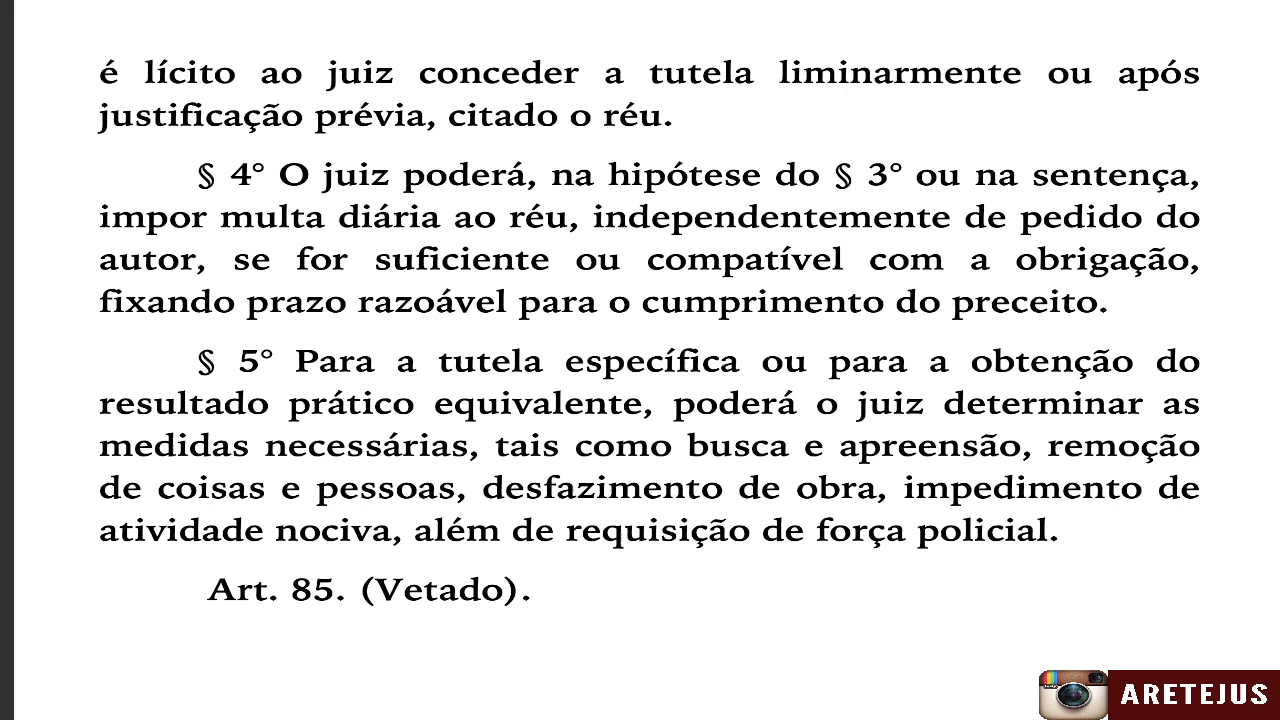 é lícito ao juiz conceder a tutela liminarmente ou após
justificação prévia, citado o réu.
§ 4° O juiz poderá, na hipótese do § 3° ou na sentença,
impor multa diária ao réu, independentemente de pedido do
autor, se for suficiente ou compatível com a obrigação,
fixando prazo razoável para o cumprimento do preceito.
§ 5° Para a tutela específica ou para a obtenção do
resultado prático equivalente, poderá o juiz determinar as
medidas necessárias, tais como busca e apreensão, remoção
de coisas e pessoas, desfazimento de obra, impedimento de
atividade nociva, além de requisição de força policial.
Art. 85. (Vetado).
ARETEJUS